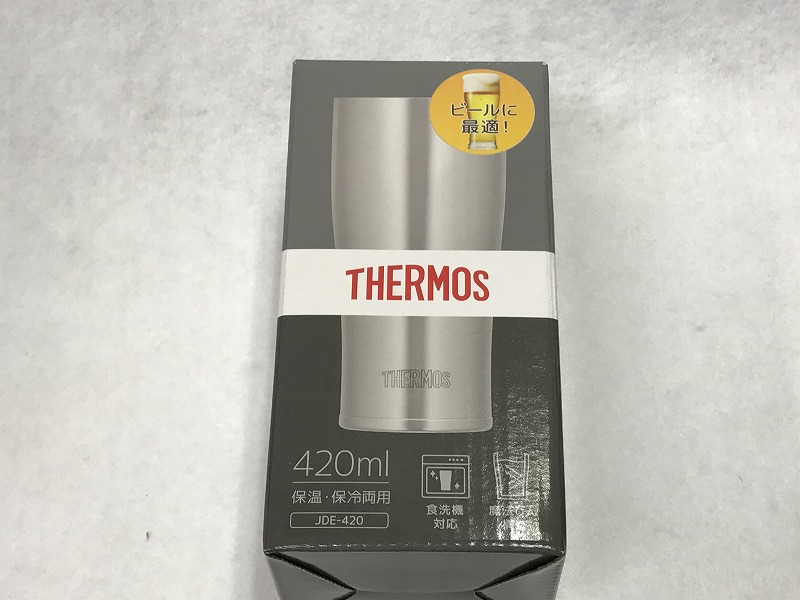 ビールに
最適!
THERMOS
THERMOS
420ml
保温・保冷両用
JDE-420
食洗機
対応